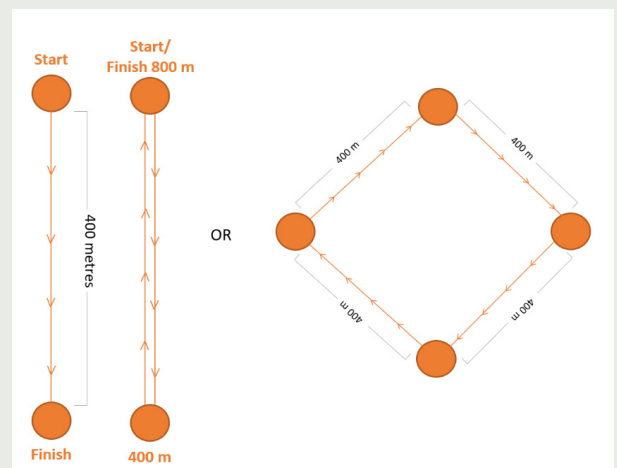 Start
Start/
Finish 800 m
400 metres
Finish
400 m
OR
400 m
400 m
400 m
400 m